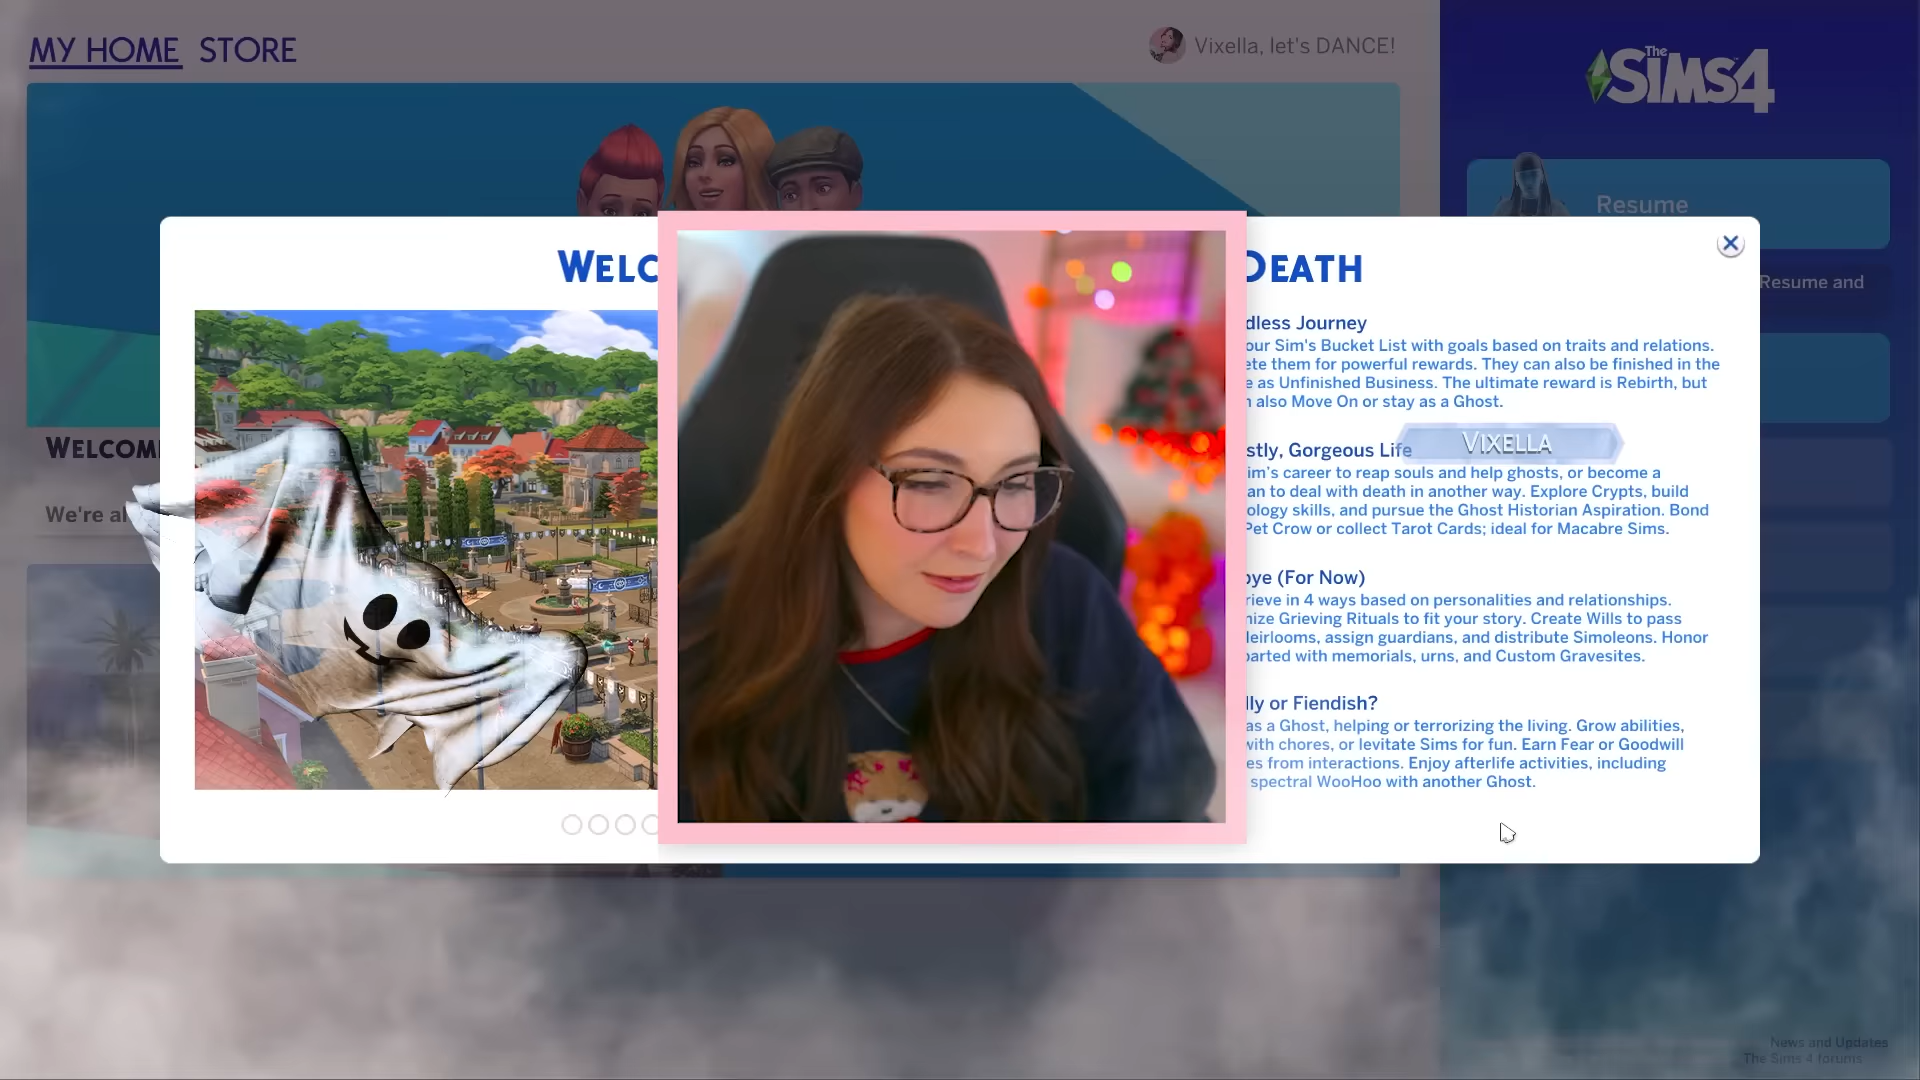 MY HOME STORE
Vixella, let's DANCE!
The SIMS 4
Resume
Resume and
WELC
DEATH
WELCOM
We're al
dless Journey
our Sim's Bucket List with goals based on traits and relations.
ete them for powerful rewards. They can also be finished in the
e as Unfinished Business. The ultimate reward is Rebirth, but
n also Move On or stay as a Ghost.
VIXELLA
stly, Gorgeous Life
im's career to reap souls and help ghosts, or become a
an to deal with death in another way. Explore Crypts, build
ology skills, and pursue the Ghost Historian Aspiration. Bond
Pet Crow or collect Tarot Cards; ideal for Macabre Sims.
bye (For Now)
rieve in 4 ways based on personalities and relationships.
nize Grieving Rituals to fit your story. Create Wills to pass
Heirlooms, assign guardians, and distribute Simoleons. Honor
parted with memorials, urns, and Custom Gravesites.
lly or Fiendish?
as a Ghost, helping or terrorizing the living. Grow abilities,
with chores, or levitate Sims for fun. Earn Fear or Goodwill
es from interactions. Enjoy afterlife activities, including
spectral WooHoo with another Ghost.
News and Updates
The Sims 4 forums